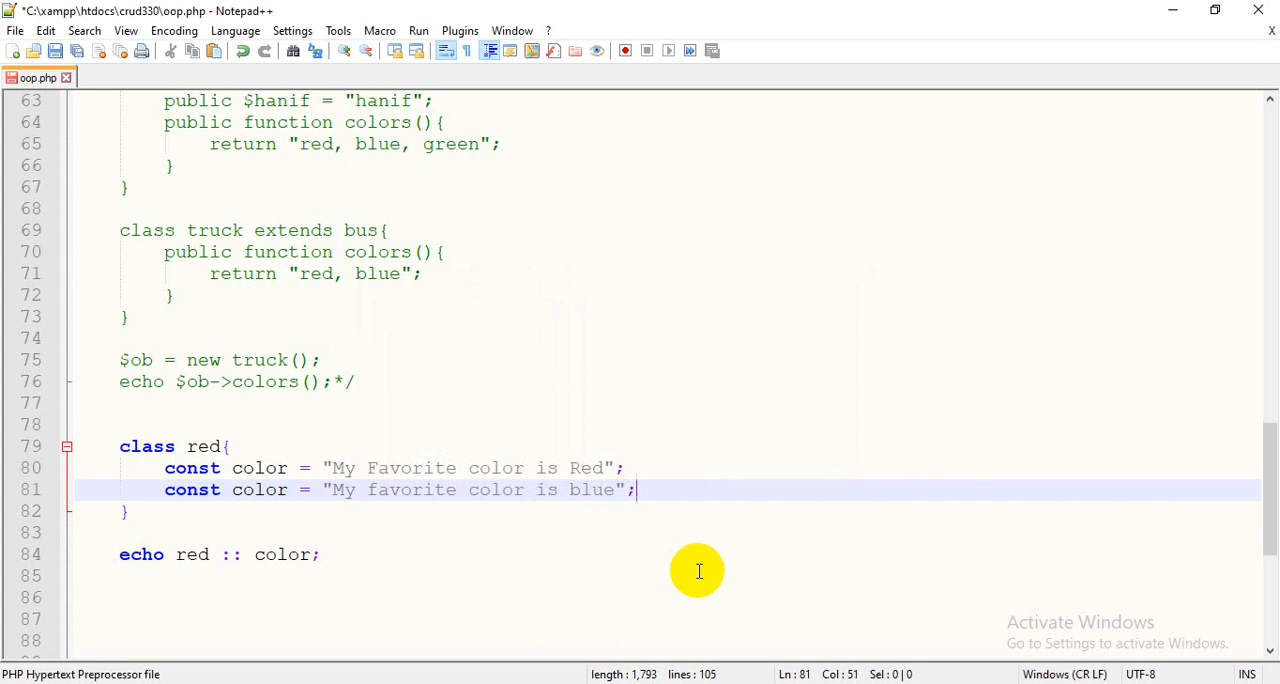 *C:\xampp\htdocs\crud330\oop.php - Notepad++
File Edit Search View Encoding Language Settings Tools Macro Run Plugins Window ? X
oop.php
63 public $hanif = "hanif";
64 public function colors(){
65 return "red, blue, green";
66 }
67 }
68
69 class truck extends bus{
70 public function colors(){
71 return "red, blue";
72 }
73 }
74
75 $ob = new truck();
76 echo $ob->colors();*/
77
78
79 class red{
80 const color = "My Favorite color is Red";
81 const color = "My favorite color is blue";
82 }
83
84 echo red :: color;
85
86
87
88
Activate Windows
Go to Settings to activate Windows.
PHP Hypertext Preprocessor file length : 1,793 lines : 105 Ln : 81 Col : 51 Sel : 0 | 0 Windows (CR LF) UTF-8 INS